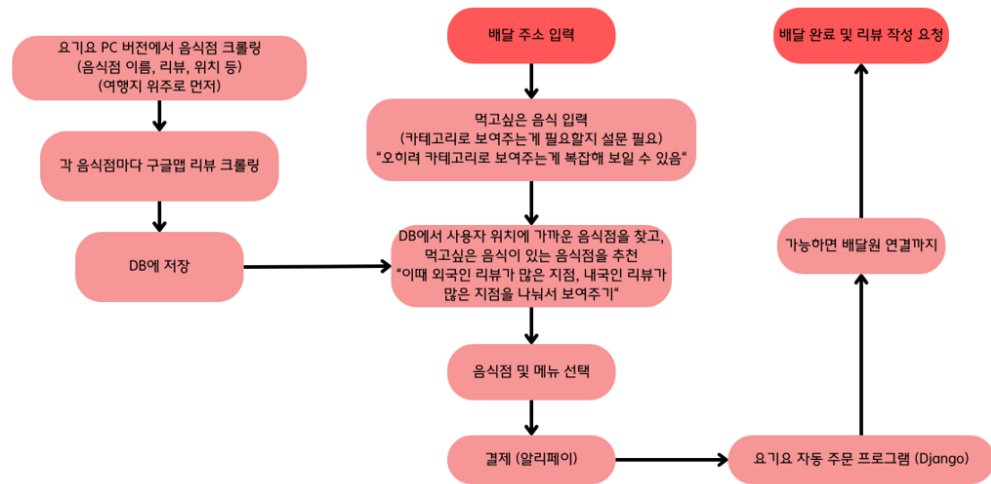 요기요 PC 버전에서 음식점 크롤링
(음식점 이름, 리뷰, 위치 등)
(여행지 위주로 먼저)
각 음식점마다 구글맵 리뷰 크롤링
DB에 저장
배달 주소 입력
먹고싶은 음식 입력
(카테고리로 보여주는게 필요할지 설문 필요)
"오히려 카테고리로 보여주는게 복잡해 보일 수 있음"
DB에서 사용자 위치에 가까운 음식점을 찾고,
먹고싶은 음식이 있는 음식점을 추천
"이때 외국인 리뷰가 많은 지점, 내국인 리뷰가
많은 지점을 나눠서 보여주기"
음식점 및 메뉴 선택
결제 (알리페이)
요기요 자동 주문 프로그램 (Django)
가능하면 배달원 연결까지
배달 완료 및 리뷰 작성 요청